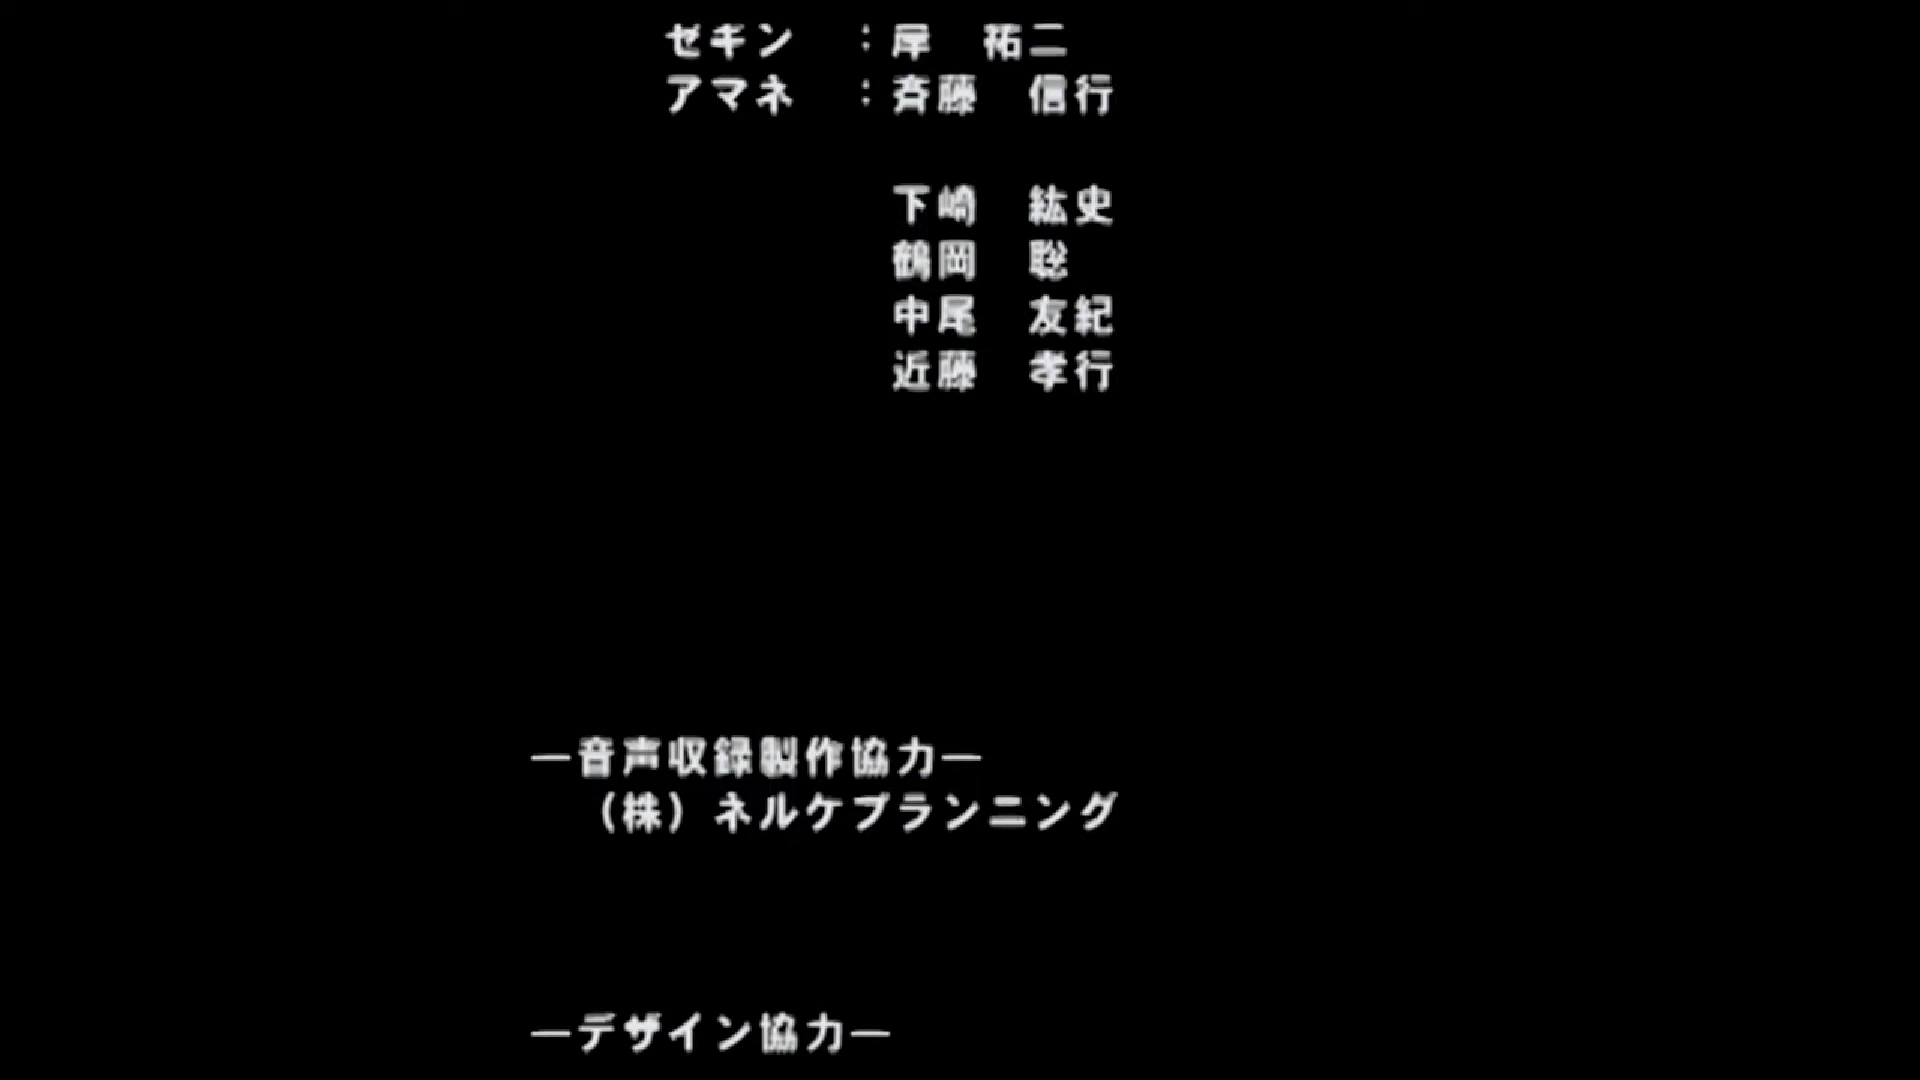 ゼキン　：岸　祐二
アマネ　：斉藤　信行
下崎　紘史
鶴岡　聡
中尾　友紀
近藤　孝行
―音声収録製作協力―
（株）ネルケプランニング
―デザイン協力―